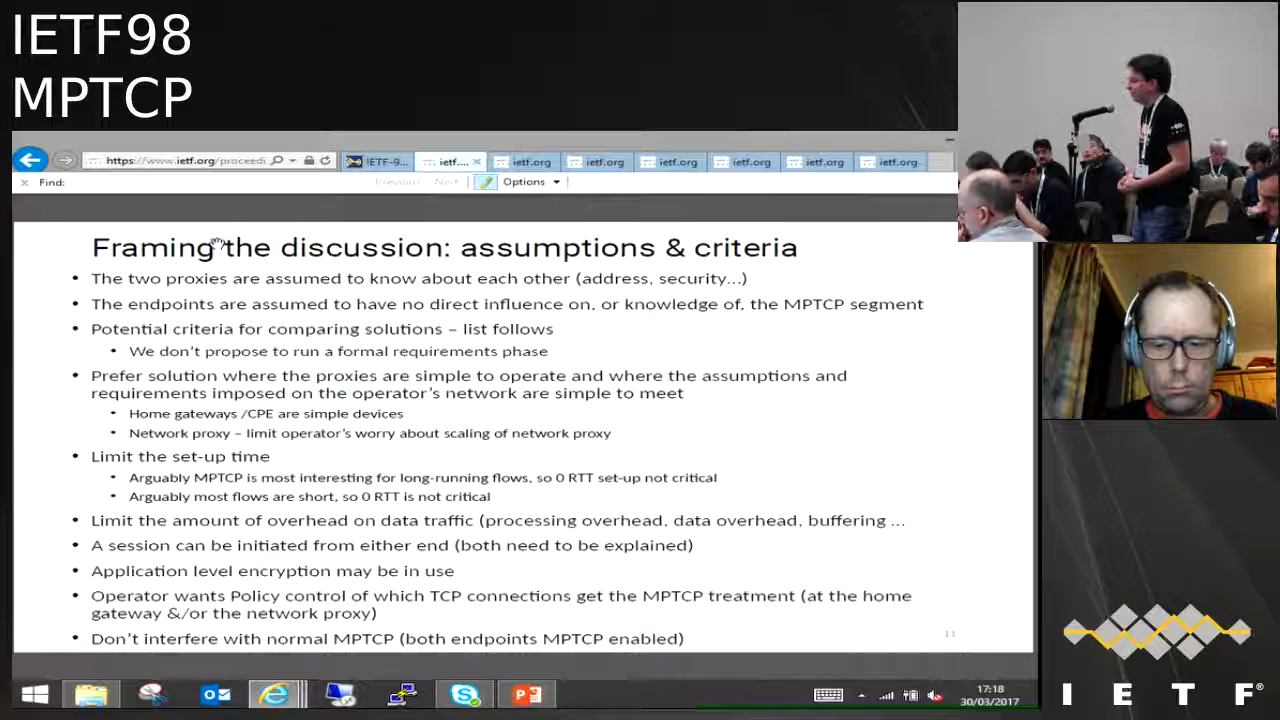 IETF98
MPTCP
https://www.ietf.org/proceedi
IETF-9...
ietf....
ietf.org
ietf.org
ietf.org
ietf.org
ietf.org
ietf.org
Find:
Previous
Next
Options
Framing the discussion: assumptions & criteria
• The two proxies are assumed to know about each other (address, security...)
• The endpoints are assumed to have no direct influence on, or knowledge of, the MPTCP segment
• Potential criteria for comparing solutions – list follows
• We don't propose to run a formal requirements phase
• Prefer solution where the proxies are simple to operate and where the assumptions and
requirements imposed on the operator's network are simple to meet
• Home gateways /CPE are simple devices
• Network proxy – limit operator's worry about scaling of network proxy
• Limit the set-up time
• Arguably MPTCP is most interesting for long-running flows, so 0 RTT set-up not critical
• Arguably most flows are short, so 0 RTT is not critical
• Limit the amount of overhead on data traffic (processing overhead, data overhead, buffering ...
• A session can be initiated from either end (both need to be explained)
• Application level encryption may be in use
• Operator wants Policy control of which TCP connections get the MPTCP treatment (at the home
gateway &/or the network proxy)
• Don't interfere with normal MPTCP (both endpoints MPTCP enabled)
11
17:18
30/03/2017
I E T F®